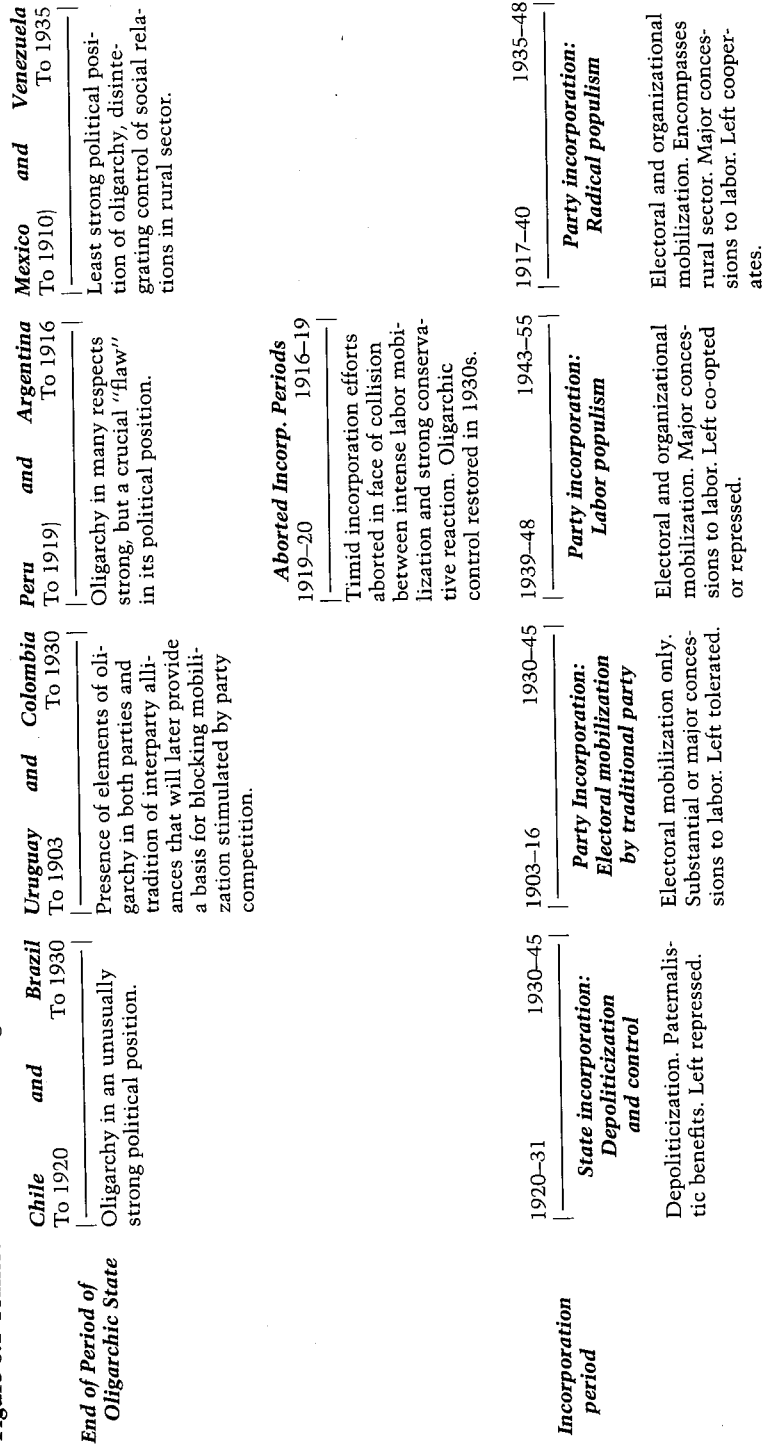 Figure
End of Period of
Oligarchic State
Chile and Brazil
To 1920 To 1930
Oligarchy in an unusually
strong political position.
Uruguay and Colombia
To 1903 To 1930
Presence of elements of oli-
garchy in both parties and
tradition of interparty alli-
ances that will later provide
a basis for blocking mobili-
zation stimulated by party
competition.
Peru and Argentina
To 1919) To 1916
Oligarchy in many respects
strong, but a crucial "flaw"
in its political position.
Mexico and Venezuela
To 1910) To 1935
Least strong political posi-
tion of oligarchy, disinte-
grating control of social rela-
tions in rural sector.
Aborted Incorp. Periods
1919–20 1916–19
Timid incorporation efforts
aborted in face of collision
between intense labor mobi-
lization and strong conserva-
tive reaction. Oligarchic
control restored in 1930s.
Incorporation
period
1920–31 1930–45
State incorporation:
Depoliticization
and control
Depoliticization. Paternalis-
tic benefits. Left repressed.
1903–16 1930–45
Party Incorporation:
Electoral mobilization
by traditional party
Electoral mobilization only.
Substantial or major conces-
sions to labor. Left tolerated.
1939–48 1943–55
Party incorporation:
Labor populism
Electoral and organizational
mobilization. Major conces-
sions to labor. Left co-opted
or repressed.
1917–40 1935–48
Party incorporation:
Radical populism
Electoral and organizational
mobilization. Encompasses
rural sector. Major conces-
sions to labor. Left cooper-
ates.